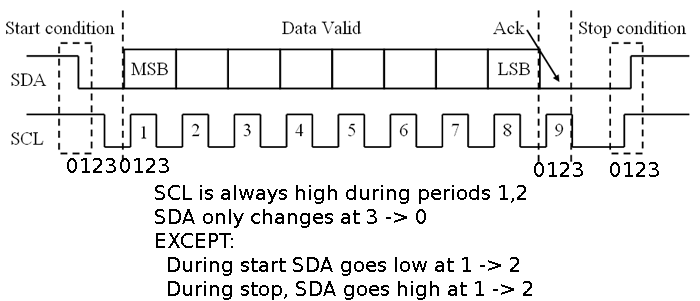 Start condition Data Valid Ack Stop condition
SDA MSB LSB
SCL 1 2 3 4 5 6 7 8 9
0123 0123 0123 0123
SCL is always high during periods 1,2
SDA only changes at 3 -> 0
EXCEPT:
During start SDA goes low at 1 -> 2
During stop, SDA goes high at 1 -> 2